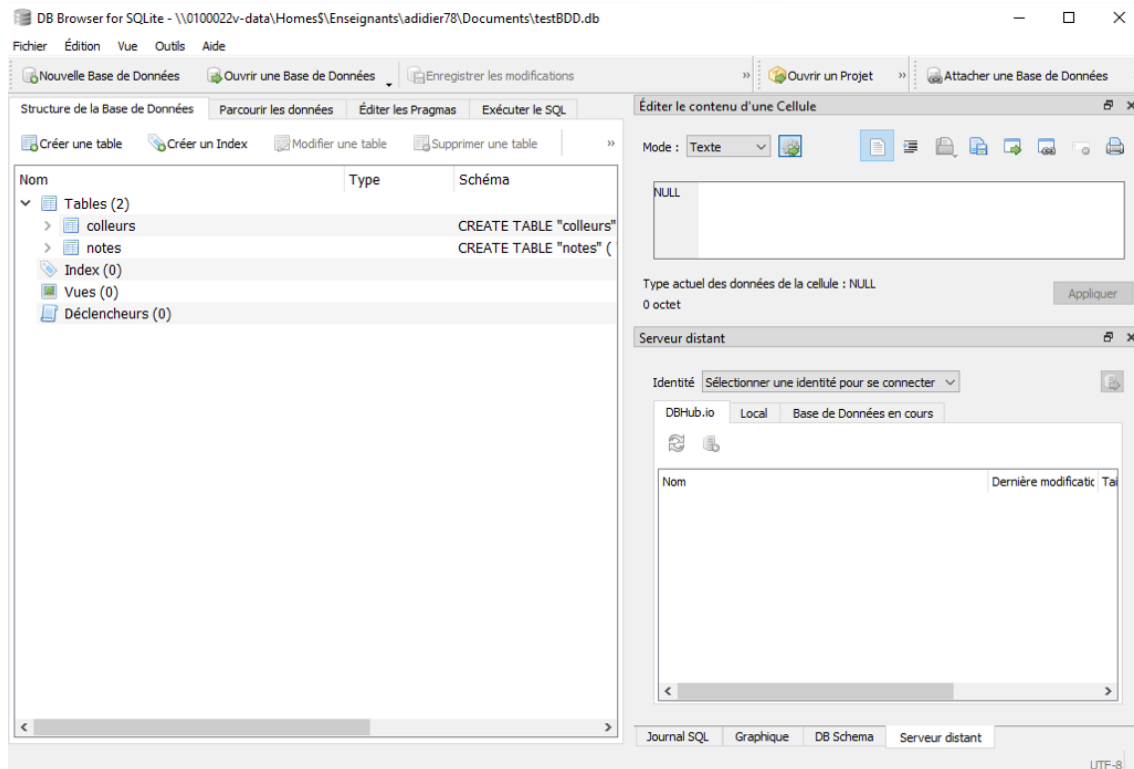 DB Browser for SQLite - \\0100022v-data\Homes$\Enseignants\adidier78\Documents\testBDD.db
Fichier Édition Vue Outils Aide
Nouvelle Base de Données Ouvrir une Base de Données Enregistrer les modifications » Ouvrir un Projet » Attacher une Base de Données
Structure de la Base de Données Parcourir les données Éditer les Pragmas Exécuter le SQL
Créer une table Créer un Index Modifier une table Supprimer une table »
Nom Type Schéma
Tables (2)
colleurs CREATE TABLE "colleurs"
notes CREATE TABLE "notes" (
Index (0)
Vues (0)
Déclencheurs (0)
Éditer le contenu d'une Cellule
Mode : Texte
NULL
Type actuel des données de la cellule : NULL
0 octet
Appliquer
Serveur distant
Identité Sélectionner une identité pour se connecter
DBHub.io Local Base de Données en cours
Nom Dernière modificatic Tai
Journal SQL Graphique DB Schema Serveur distant
UTF-8